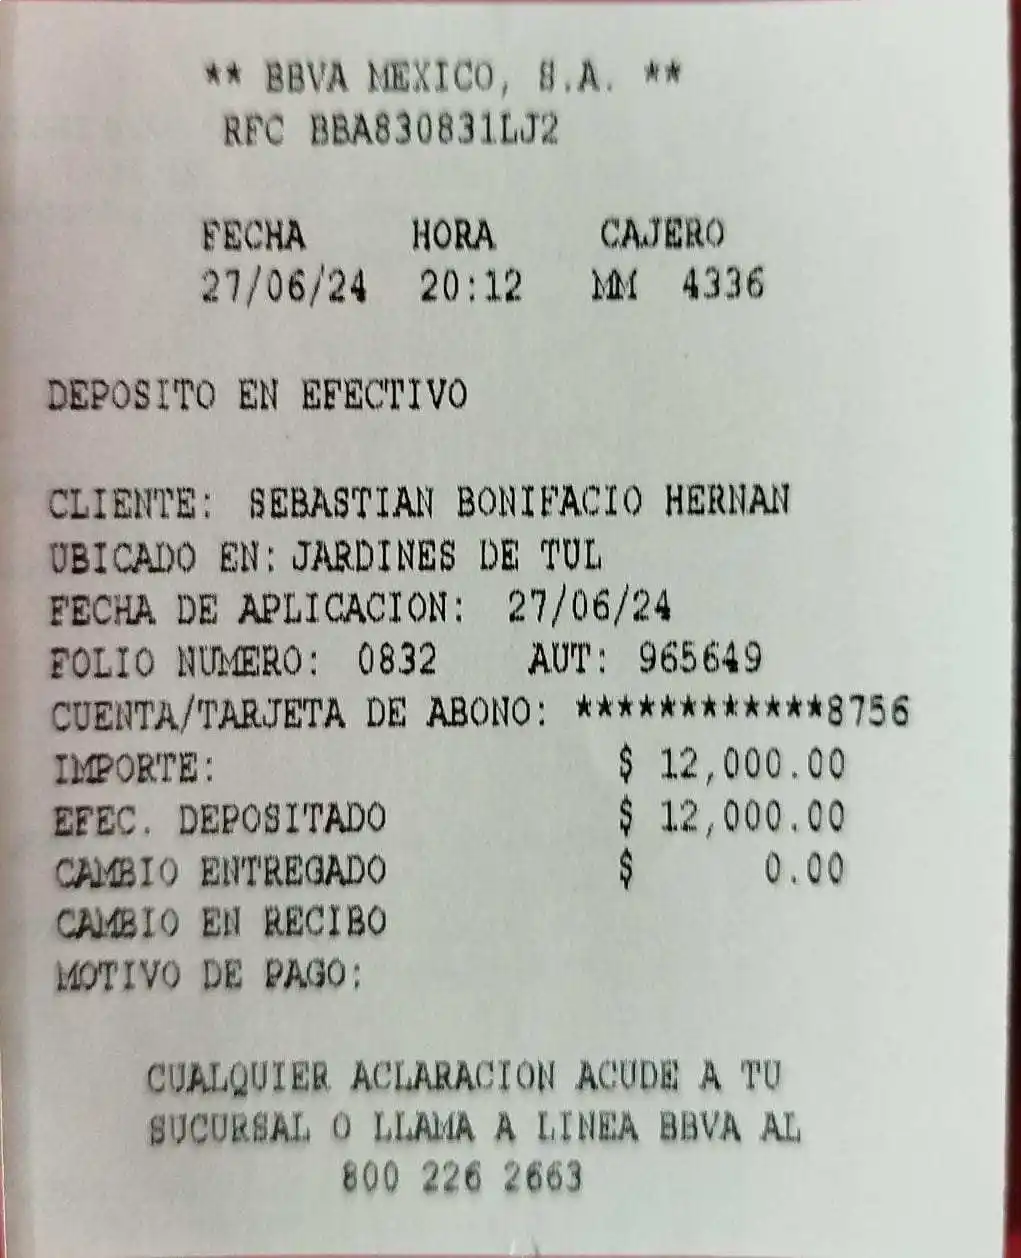 ** BBVA MEXICO, S.A. **
RFC BBA830831LJ2
FECHA HORA CAJERO
27/06/24 20:12 MM 4336
DEPOSITO EN EFECTIVO
CLIENTE: SEBASTIAN BONIFACIO HERNAN
UBICADO EN: JARDINES DE TUL
FECHA DE APLICACION: 27/06/24
FOLIO NUMERO: 0832 AUT: 965649
CUENTA/TARJETA DE ABONO: ************8756
IMPORTE: $ 12,000.00
EFEC. DEPOSITADO $ 12,000.00
CAMBIO ENTREGADO $ 0.00
CAMBIO EN RECIBO
MOTIVO DE PAGO:
CUALQUIER ACLARACION ACUDE A TU
SUCURSAL O LLAMA A LINEA BBVA AL
800 226 2663